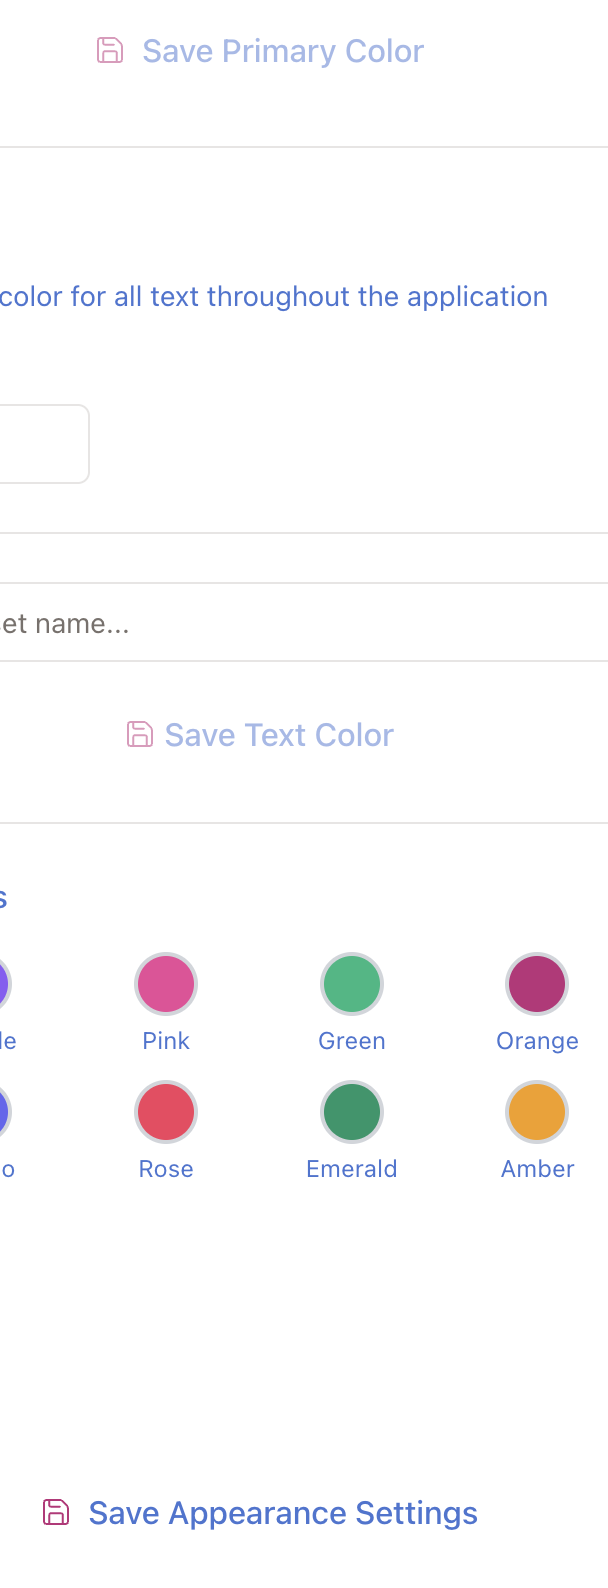 Save Primary Color
color for all text throughout the application
set name...
Save Text Color
s
le
Pink
Green
Orange
o
Rose
Emerald
Amber
Save Appearance Settings